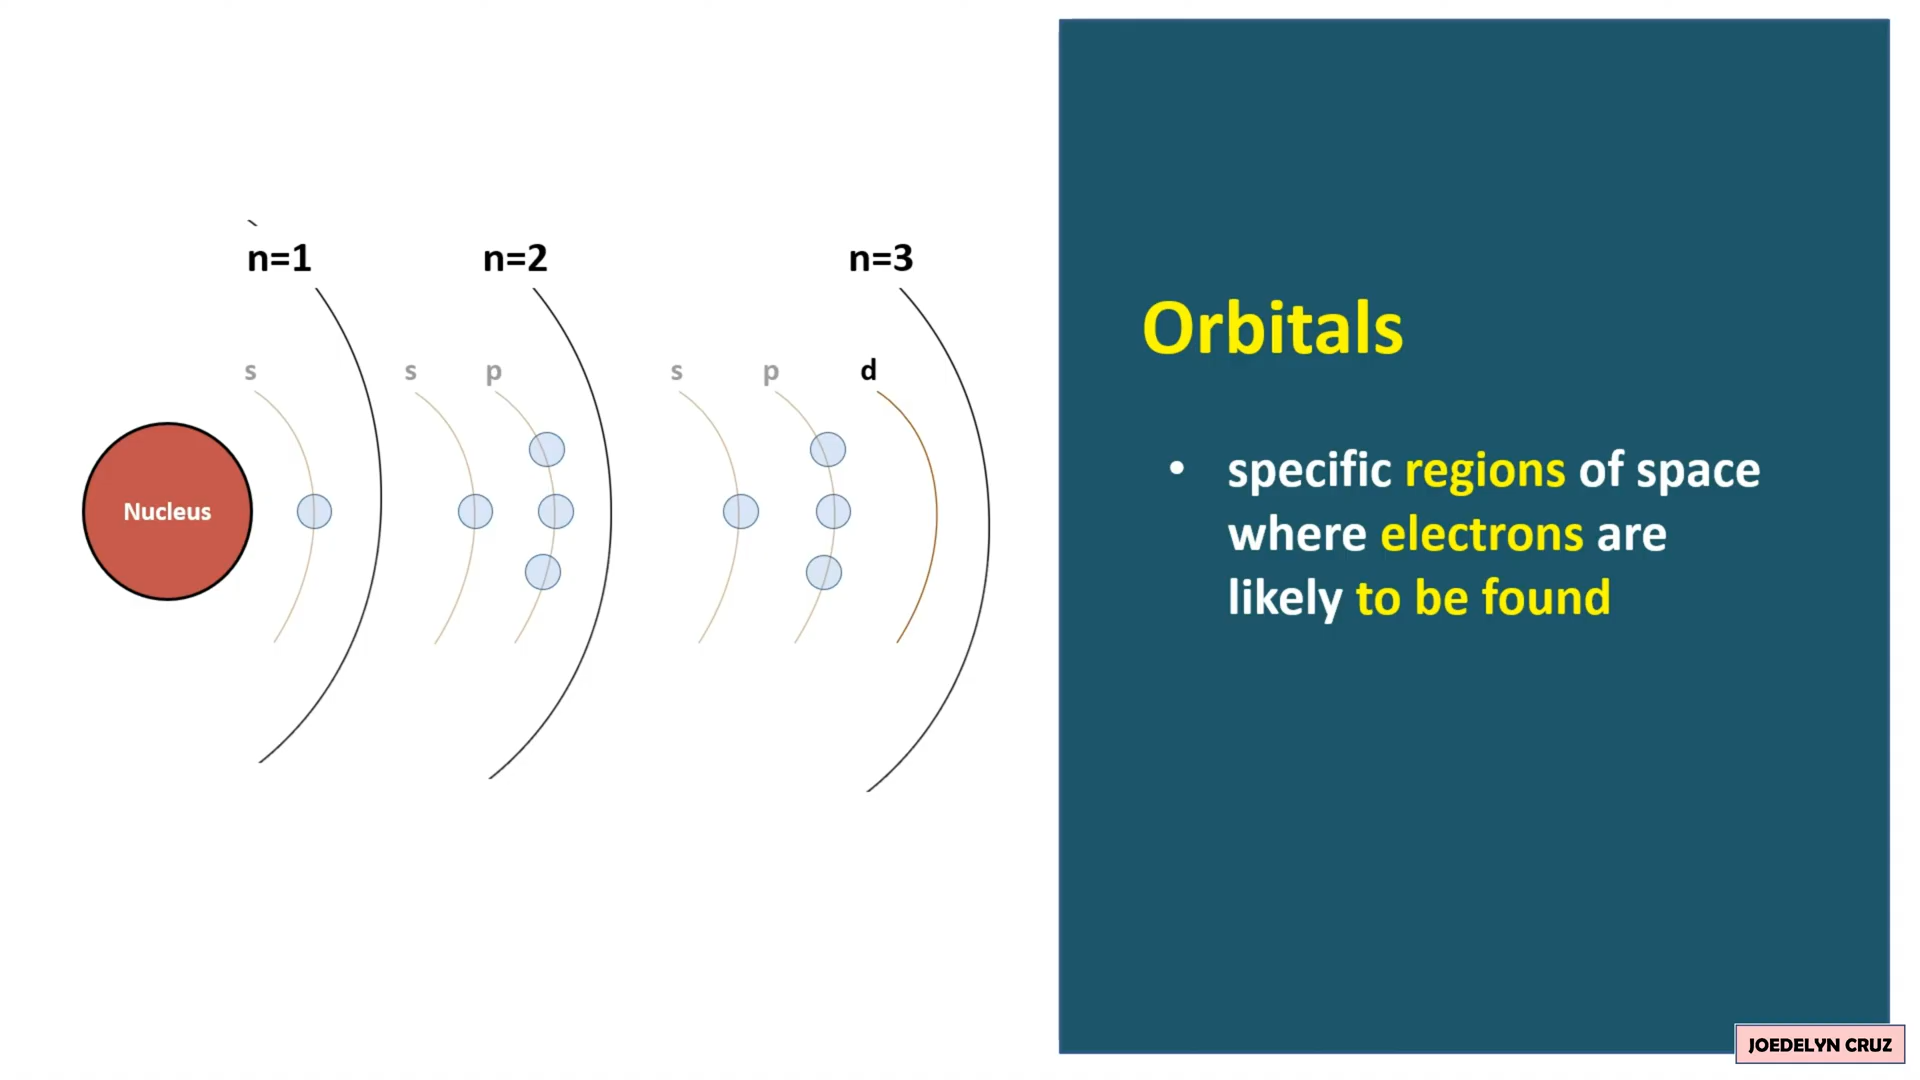 n=1 n=2 n=3
s s p s p d
Nucleus
Orbitals
• specific regions of space
where electrons are
likely to be found
JOEDELYN CRUZ